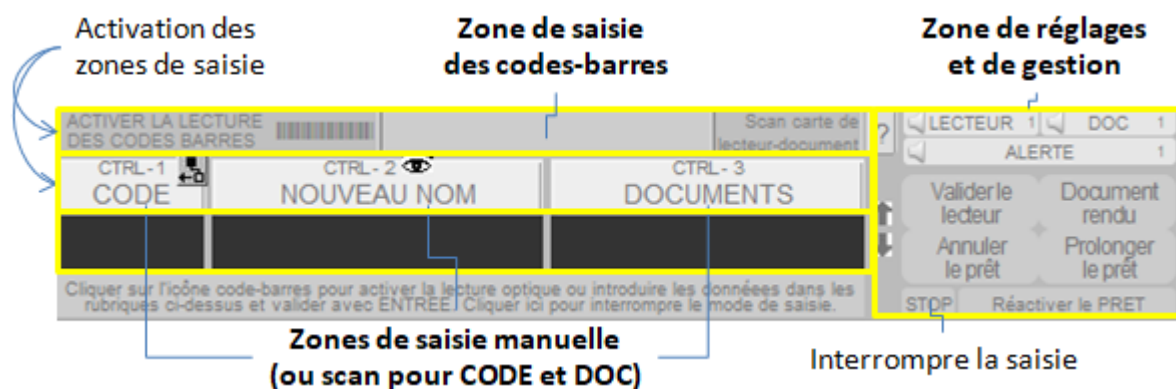 Activation des
zones de saisie
Zone de saisie
des codes-barres
Zone de réglages
et de gestion
ACTIVER LA LECTURE
DES CODES BARRES
Scan carte de
lecteur-document
?
LECTEUR 1
DOC 1
ALERTE 1
CTRL - 1
CODE
CTRL - 2
NOUVEAU NOM
CTRL - 3
DOCUMENTS
Valider le
lecteur
Document
rendu
Annuler
le prêt
Prolonger
le prêt
Cliquer sur l'icône code-barres pour activer la lecture optique ou introduire les donnéees dans les
rubriques ci-dessus et valider avec ENTREE. Cliquer ici pour interrompre le mode de saisie.
STOP
Réactiver le PRET
Zones de saisie manuelle
(ou scan pour CODE et DOC)
Interrompre la saisie